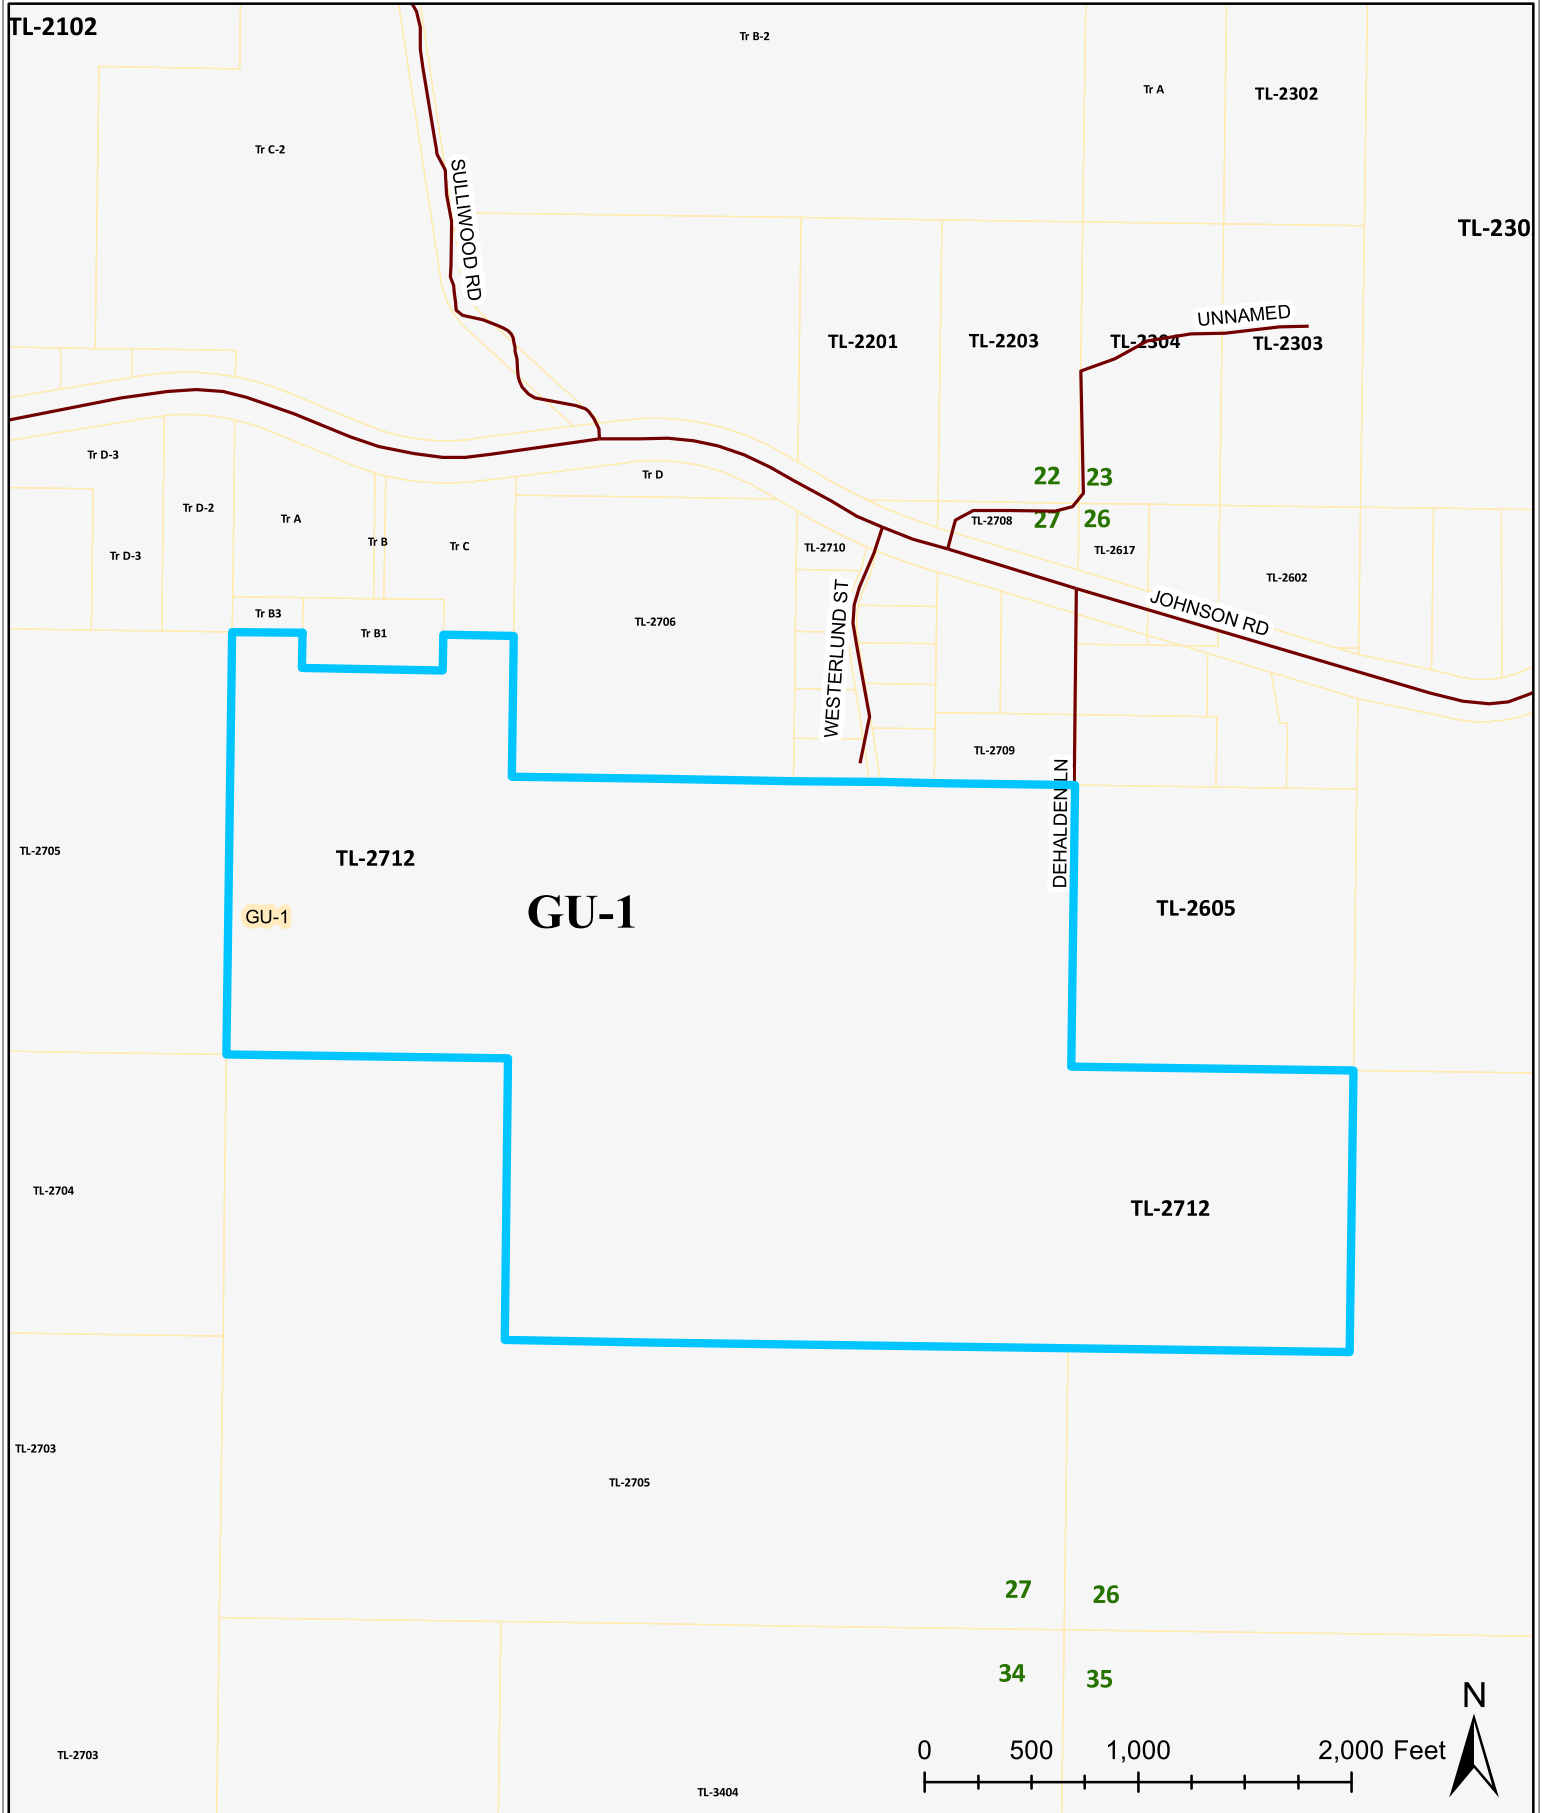 TL-2102
Tr B-2
Tr A
TL-2302
Tr C-2
SULLIWOOD RD
TL-230
UNNAMED
TL-2201
TL-2203
TL-2304
TL-2303
Tr D-3
Tr D
22
23
Tr D-2
Tr A
TL-2708
27
26
Tr B
Tr C
TL-2710
TL-2617
Tr D-3
TL-2602
Tr B3
Tr B1
TL-2706
WESTERLUND ST
JOHNSON RD
TL-2709
DEHALDEN LN
TL-2705
TL-2712
GU-1
GU-1
TL-2605
TL-2704
TL-2712
TL-2703
TL-2705
27
26
34
35
N
0 500 1,000 2,000 Feet
TL-2703
TL-3404